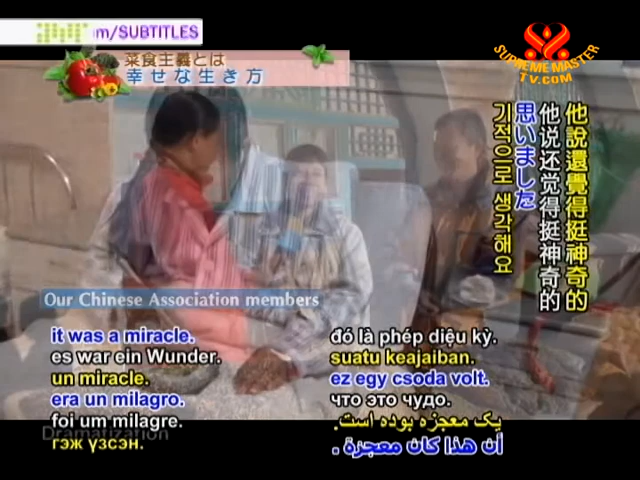 m/SUBTITLES
菜食主義とは
幸せな生き方
SUPREME MASTER
TV.COM
他說還覺得挺神奇的
他说还觉得挺神奇的
思いました
기적으로 생각해요
Our Chinese Association members
it was a miracle.
es war ein Wunder.
un miracle.
era un milagro.
foi um milagre.
гэж үзсэн.
đó là phép diệu kỳ.
suatu keajaiban.
ez egy csoda volt.
что это чудо.
یک معجزه بوده است.
أن هذا كان معجزة .
Dramatization